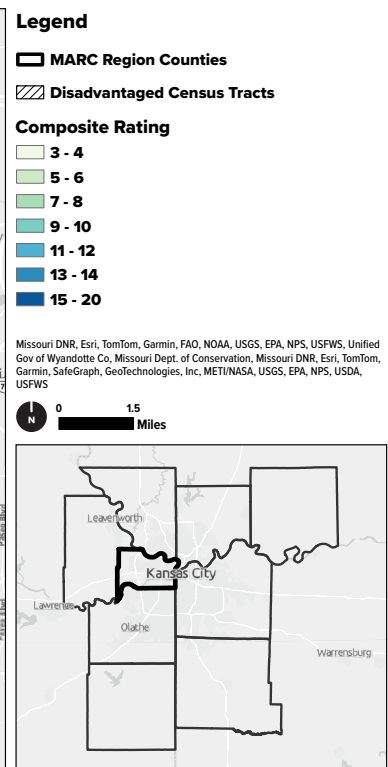 Legend
MARC Region Counties
Disadvantaged Census Tracts
Composite Rating
3 - 4
5 - 6
7 - 8
9 - 10
11 - 12
13 - 14
15 - 20
Missouri DNR, Esri, TomTom, Garmin, FAO, NOAA, USGS, EPA, NPS, USFWS, Unified
Gov of Wyandotte Co, Missouri Dept. of Conservation, Missouri DNR, Esri, TomTom,
Garmin, SafeGraph, GeoTechnologies, Inc, METI/NASA, USGS, EPA, NPS, USDA,
USFWS
N
0 1.5
Miles
Leavenworth
Kansas City
Lawrence
Olathe
Warrensburg
Paseo Blvd